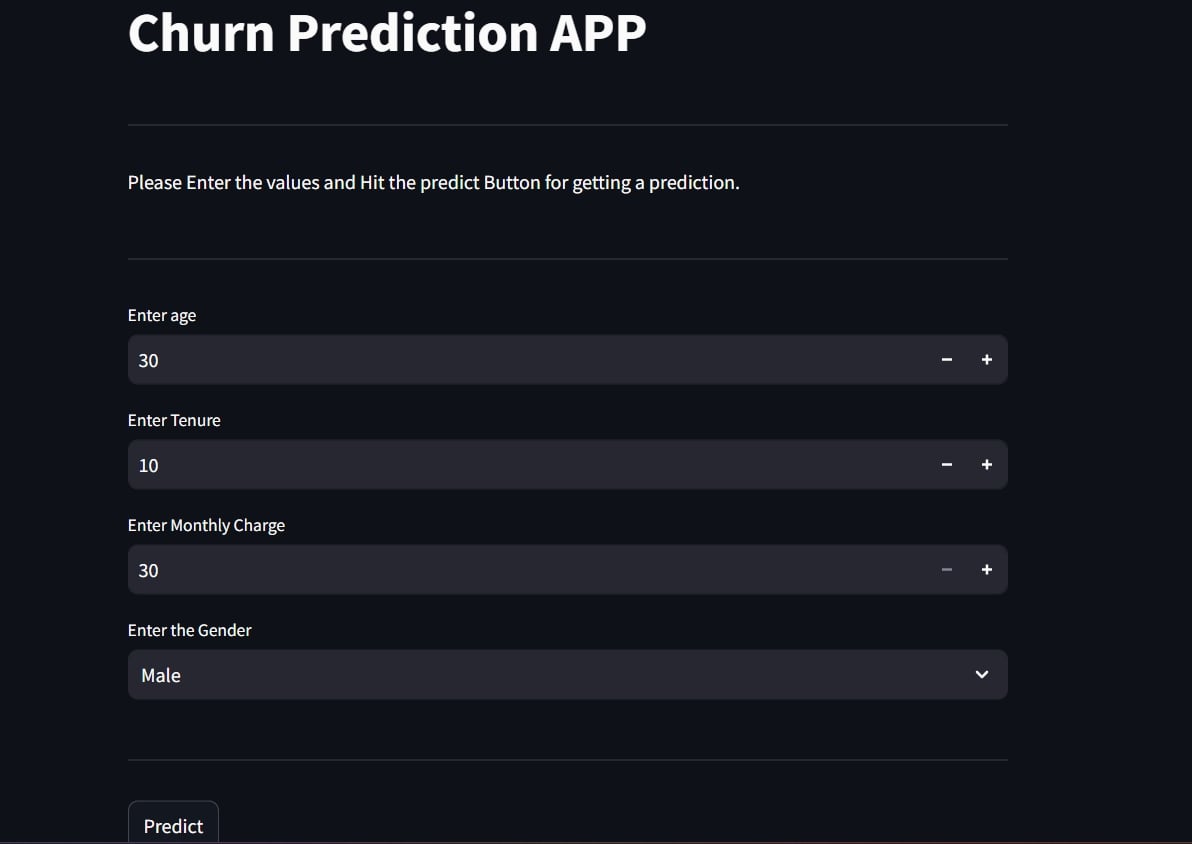 Churn Prediction APP
Please Enter the values and Hit the predict Button for getting a prediction.
Enter age
30
Enter Tenure
10
Enter Monthly Charge
30
Enter the Gender
Male
Predict